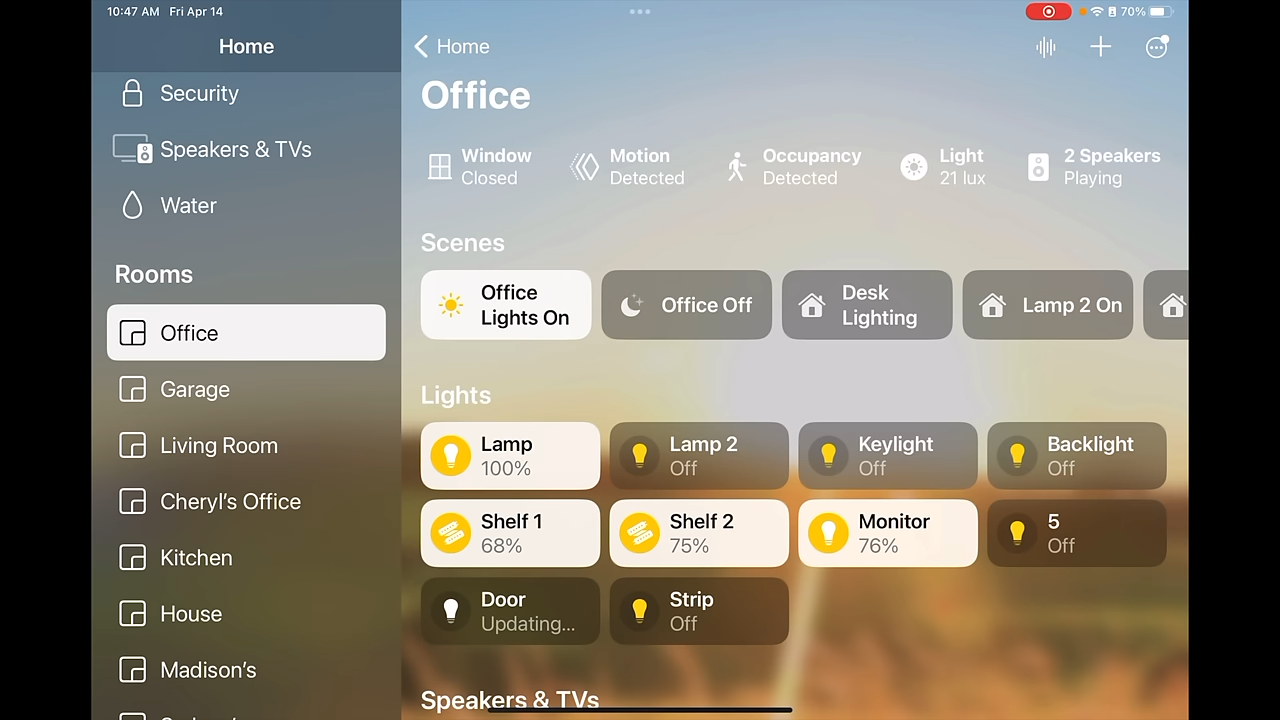 10:47 AM Fri Apr 14
70%
Home
Security
Speakers & TVs
Water
Rooms
Office
Garage
Living Room
Cheryl's Office
Kitchen
House
Madison's
Home
Office
Window
Closed
Motion
Detected
Occupancy
Detected
Light
21 lux
2 Speakers
Playing
Scenes
Office
Lights On
Office Off
Desk
Lighting
Lamp 2 On
Lights
Lamp
100%
Lamp 2
Off
Keylight
Off
Backlight
Off
Shelf 1
68%
Shelf 2
75%
Monitor
76%
5
Off
Door
Updating...
Strip
Off
Speakers & TVs